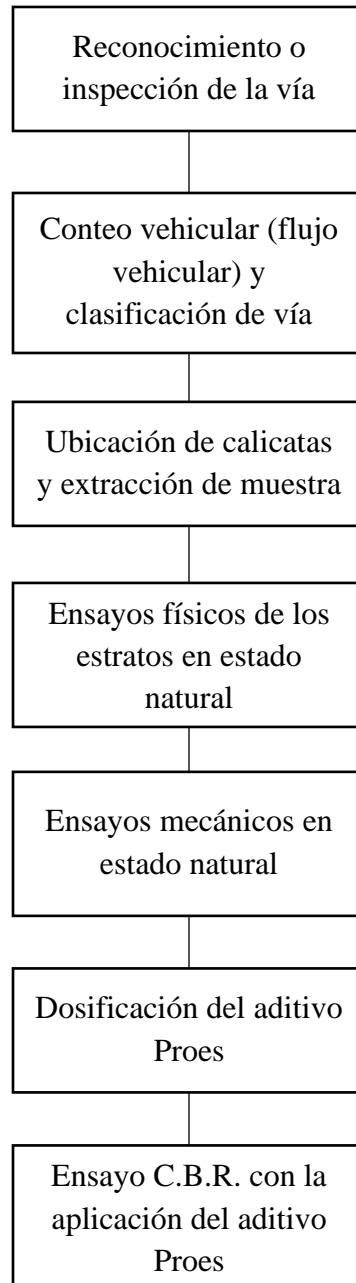 Reconocimiento o
inspección de la vía
Conteo vehicular (flujo
vehicular) y
clasificación de vía
Ubicación de calicatas
y extracción de muestra
Ensayos físicos de los
estratos en estado
natural
Ensayos mecánicos en
estado natural
Dosificación del aditivo
Proes
Ensayo C.B.R. con la
aplicación del aditivo
Proes